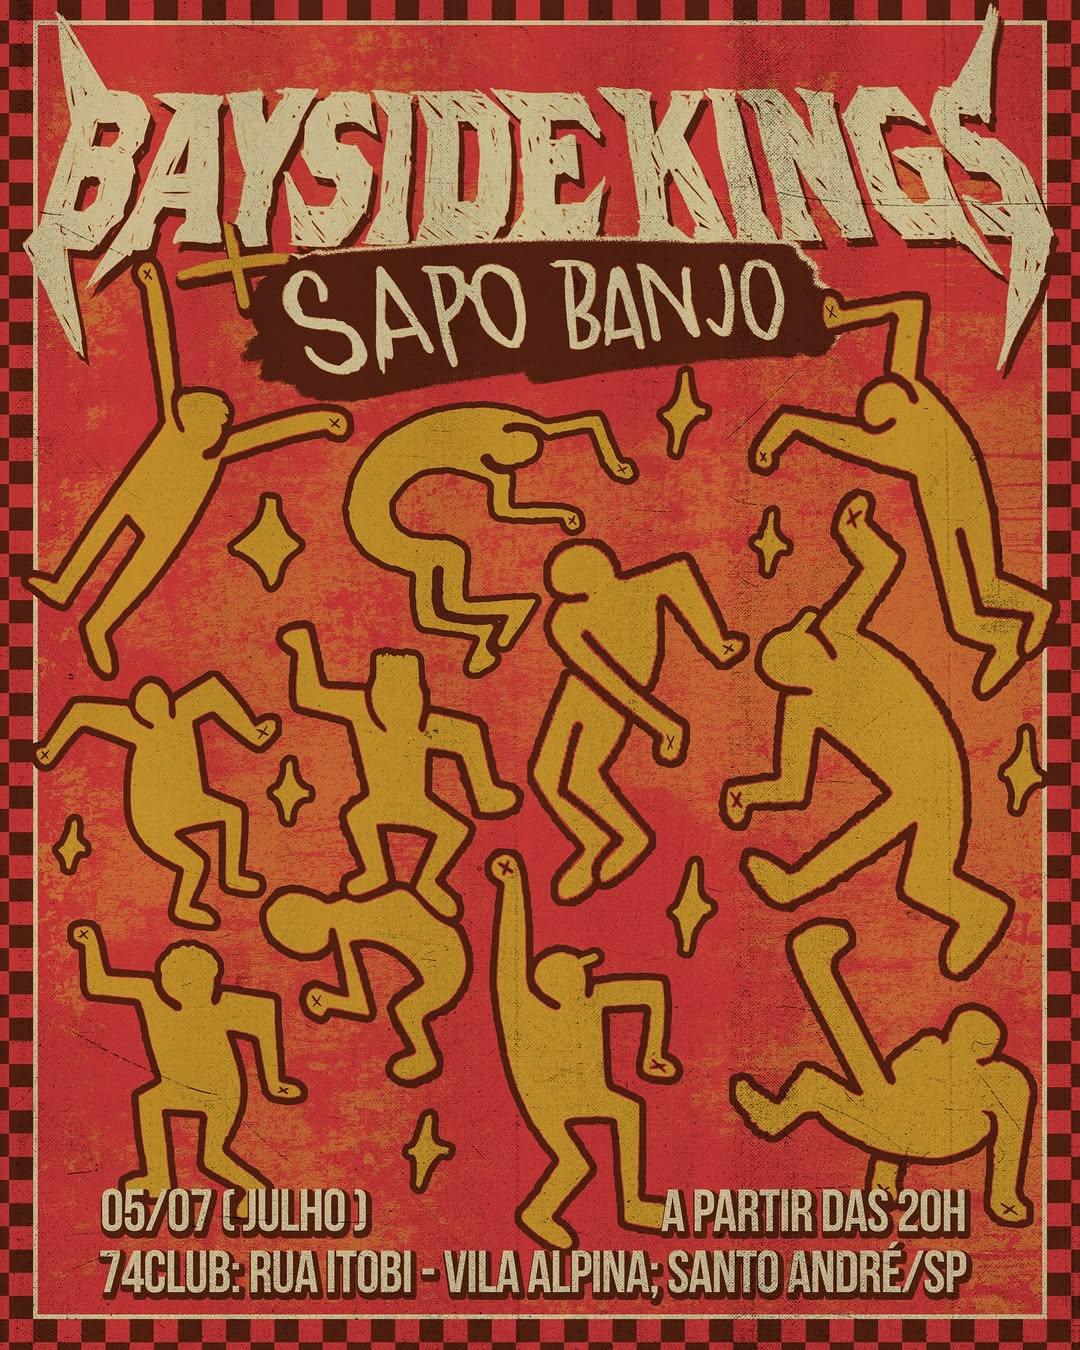 BAYSIDE KINGS
+ SAPO BANJO
05/07 ( JULHO ) A PARTIR DAS 20H
74CLUB: RUA ITOBI - VILA ALPINA; SANTO ANDRÉ/SP